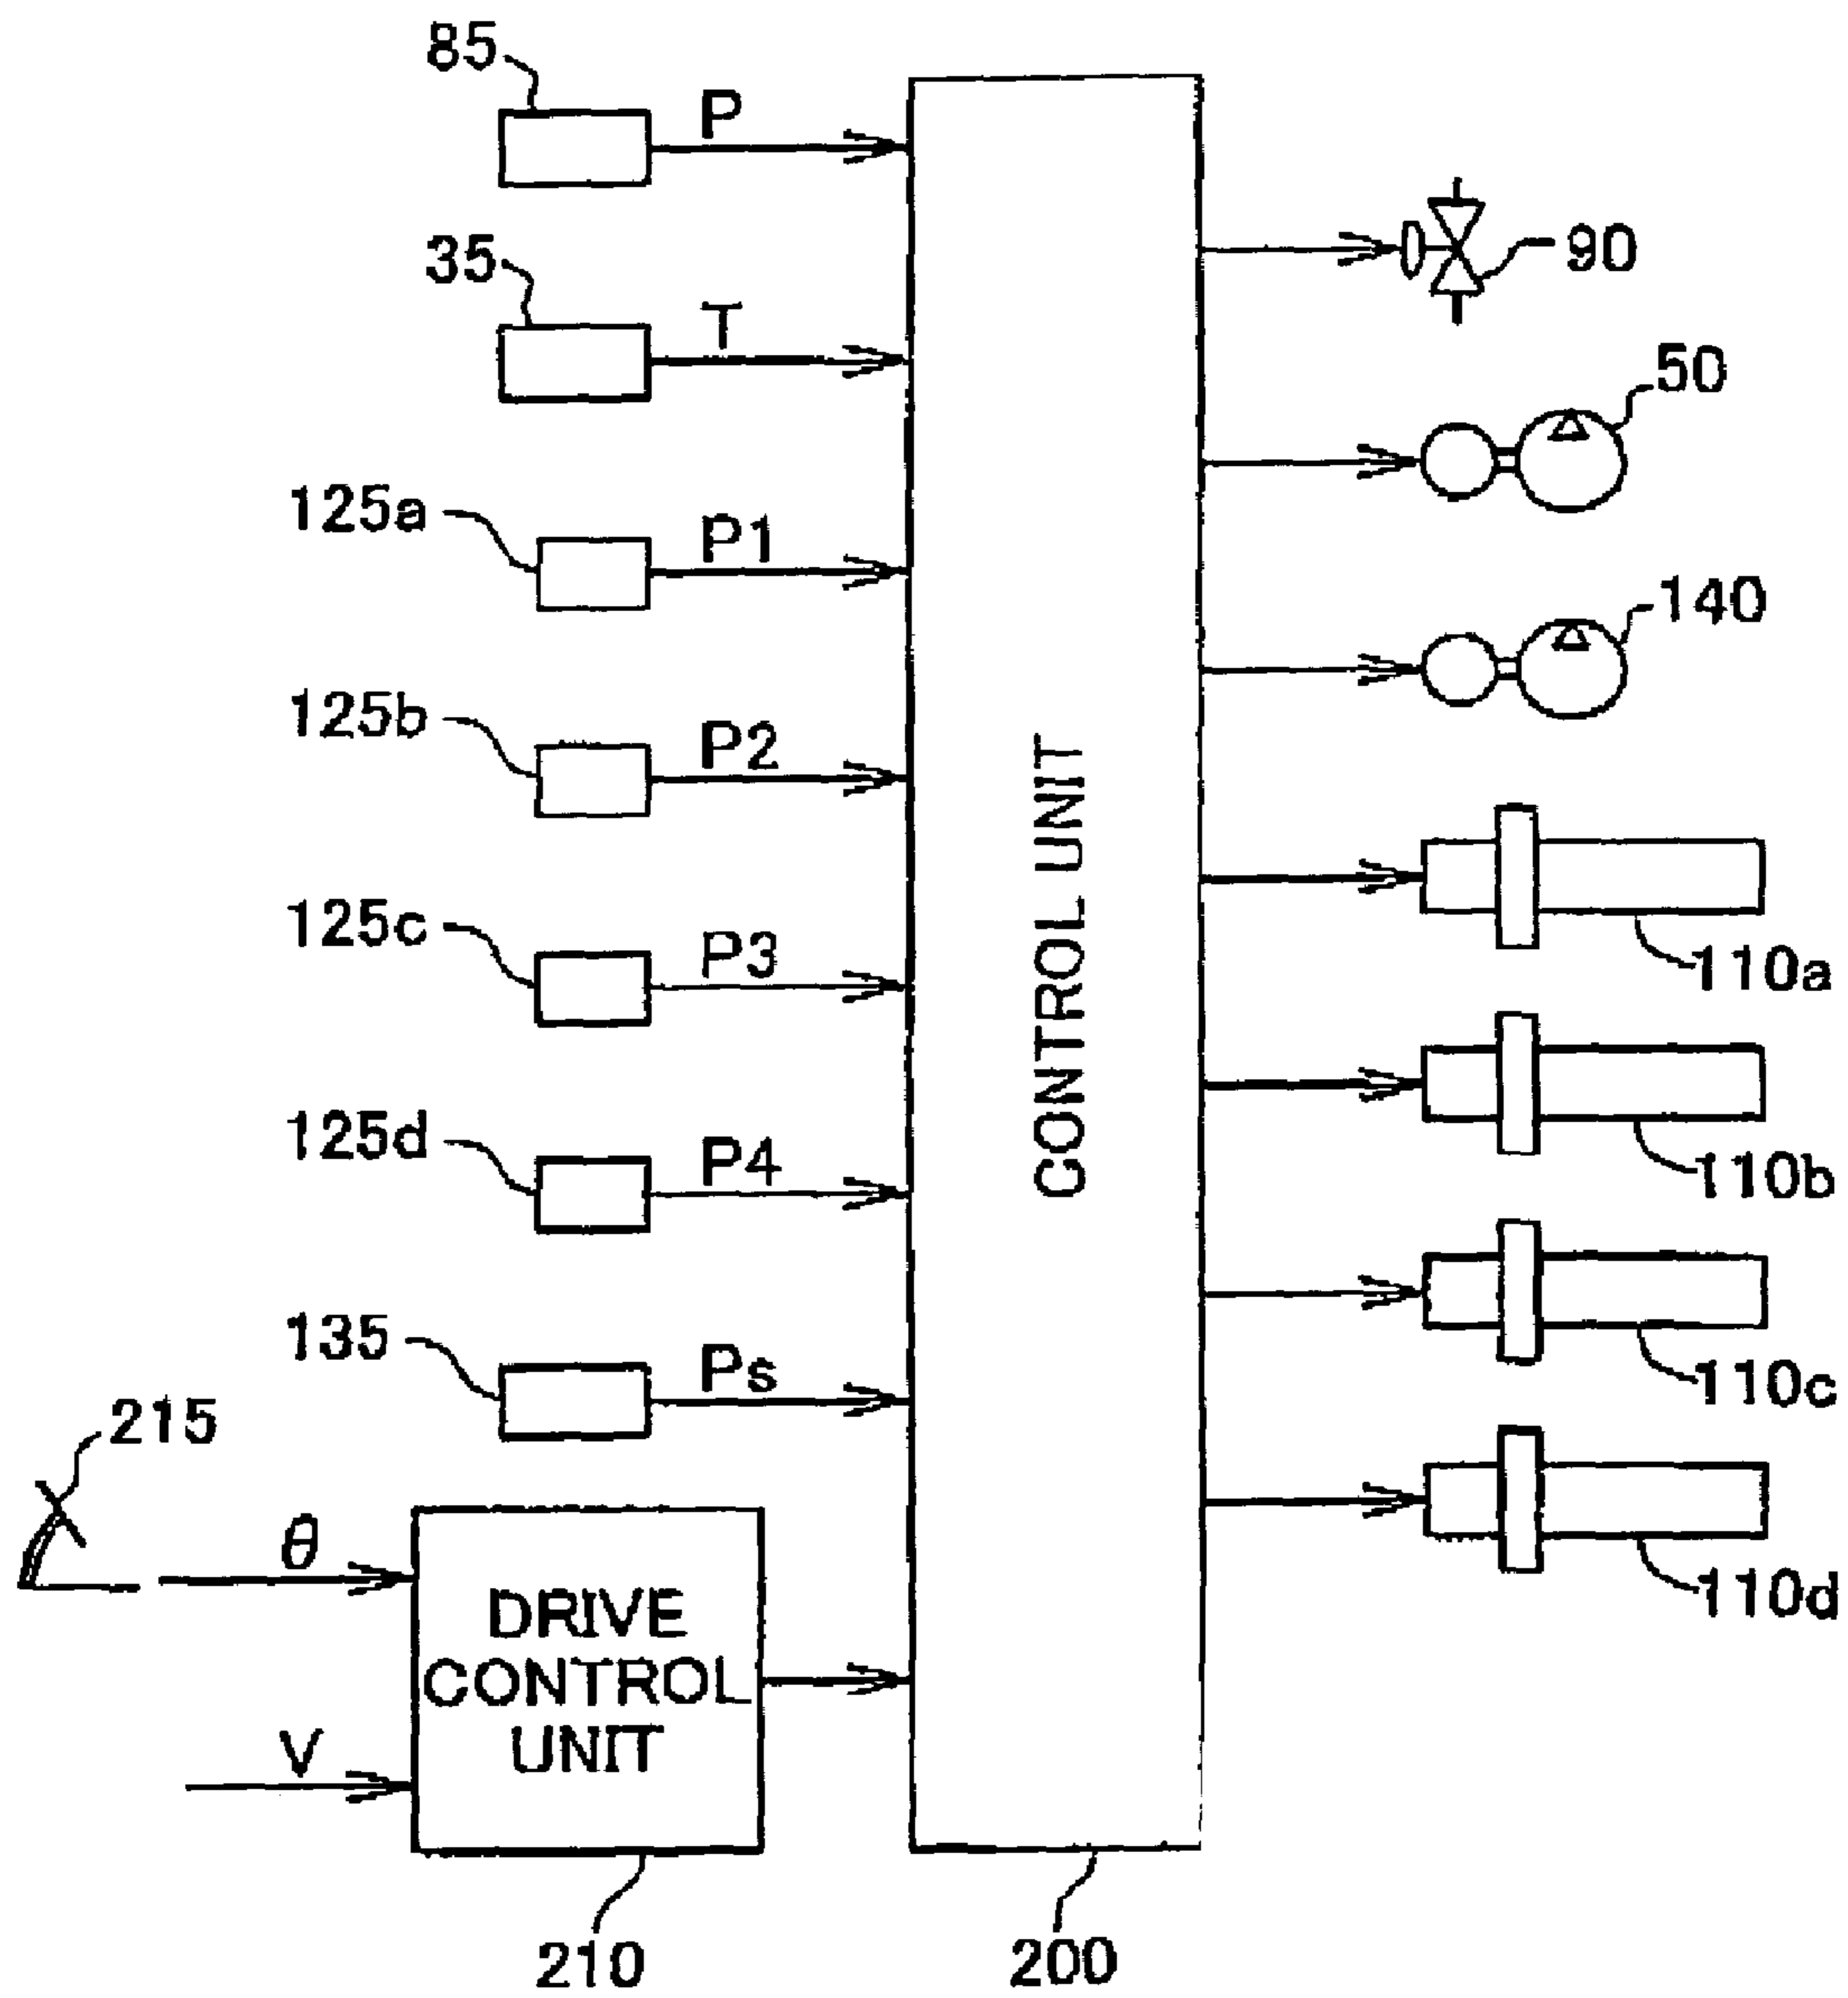 85
P
35
T
90
50
125a
P1
140
125b
P2
CONTROL UNIT
125c
P3
110a
125d
P4
110b
135
Ps
110c
215
θ
110d
DRIVE
CONTROL
UNIT
V
210
200